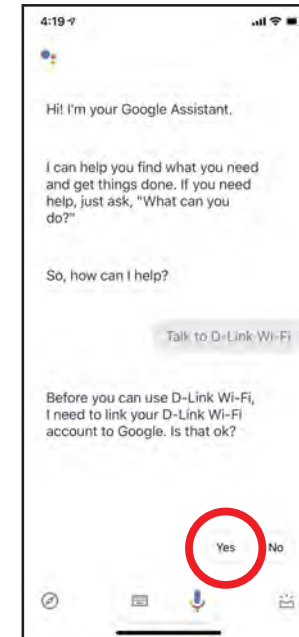 4:19
Hi! I'm your Google Assistant.
I can help you find what you need
and get things done. If you need
help, just ask, "What can you
do?"
So, how can I help?
Talk to D-Link Wi-Fi
Before you can use D-Link Wi-Fi,
I need to link your D-Link Wi-Fi
account to Google. Is that ok?
Yes No